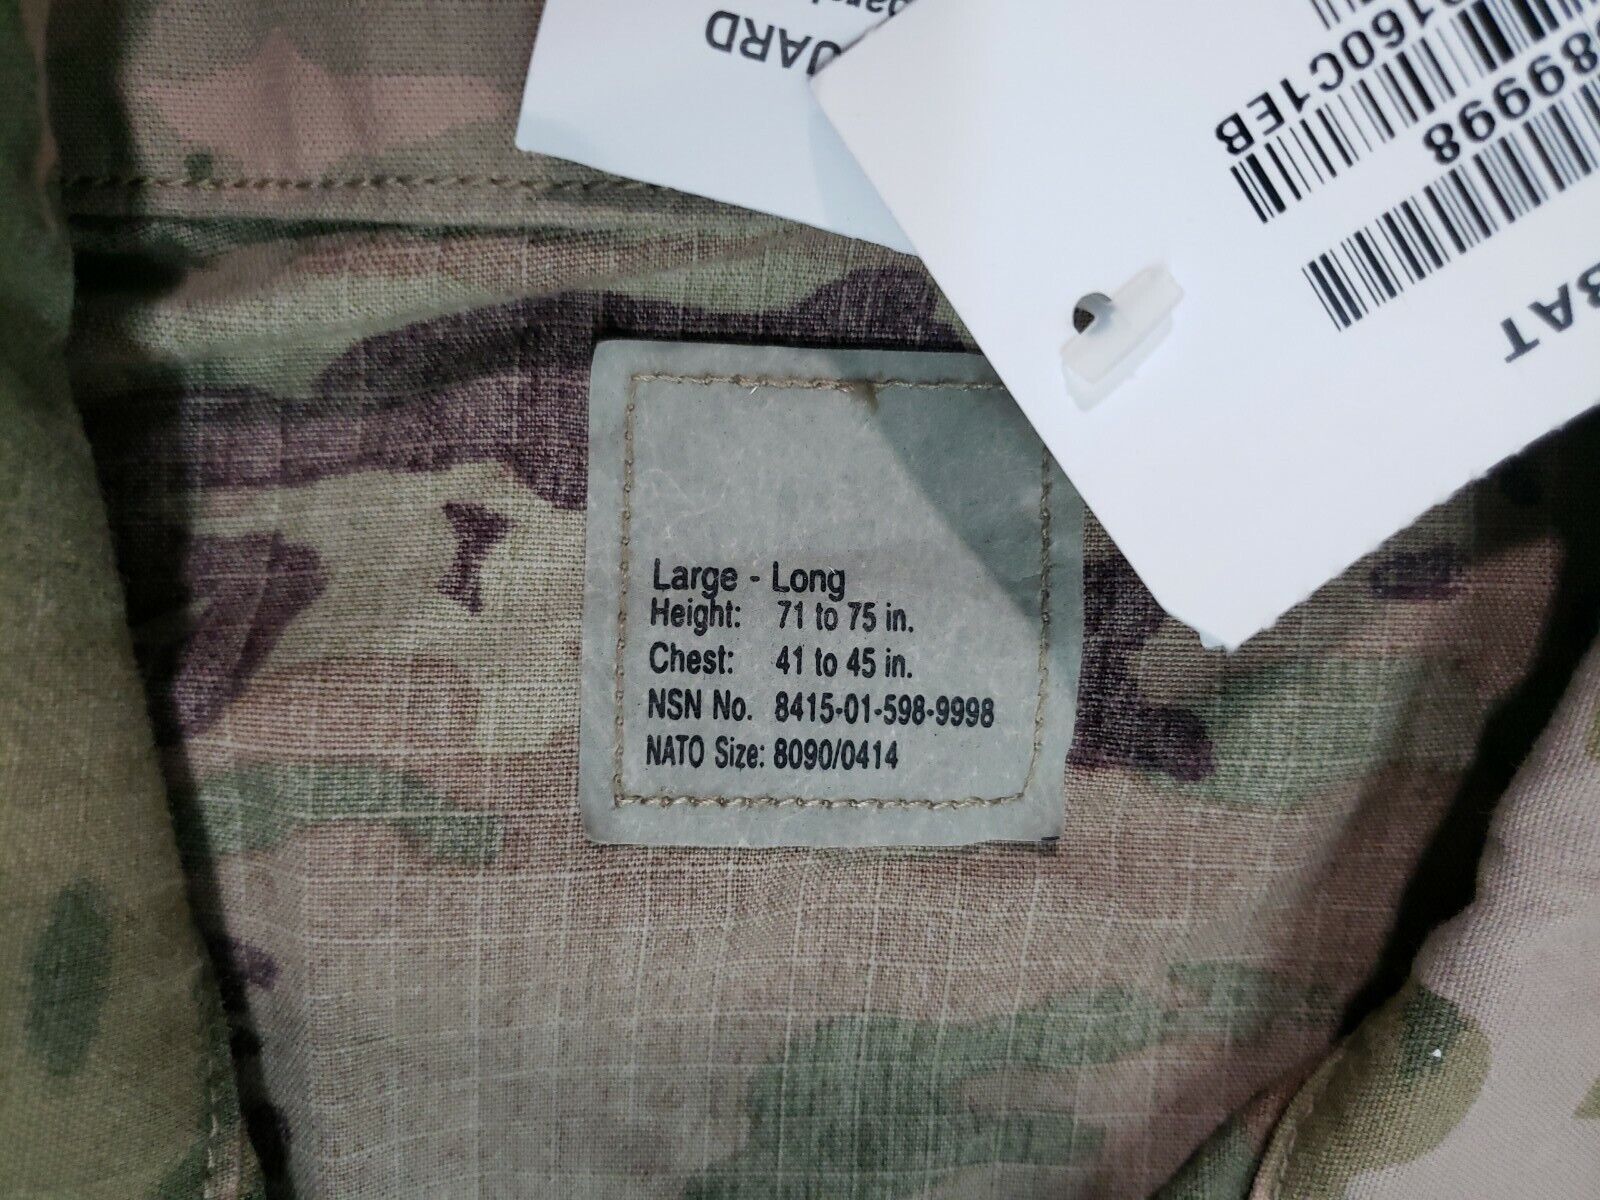 Large - Long
Height: 71 to 75 in.
Chest: 41 to 45 in.
NSN No. 8415-01-598-9998
NATO Size: 8090/0414